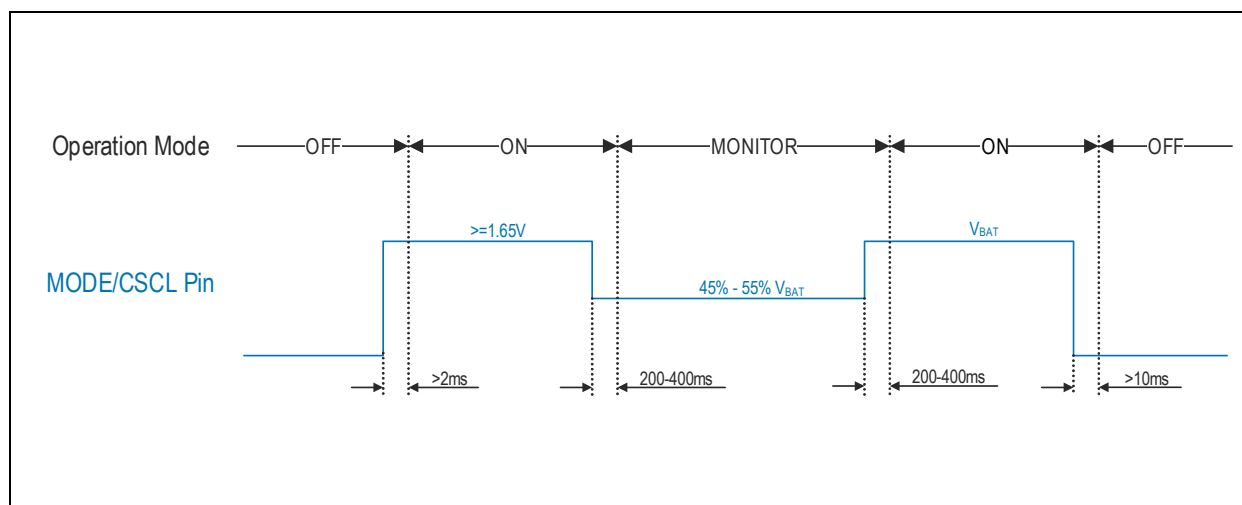 Operation Mode OFF ON MONITOR ON OFF
>=1.65V VBAT
MODE/CSCL Pin
45% - 55% VBAT
>2ms 200-400ms 200-400ms >10ms